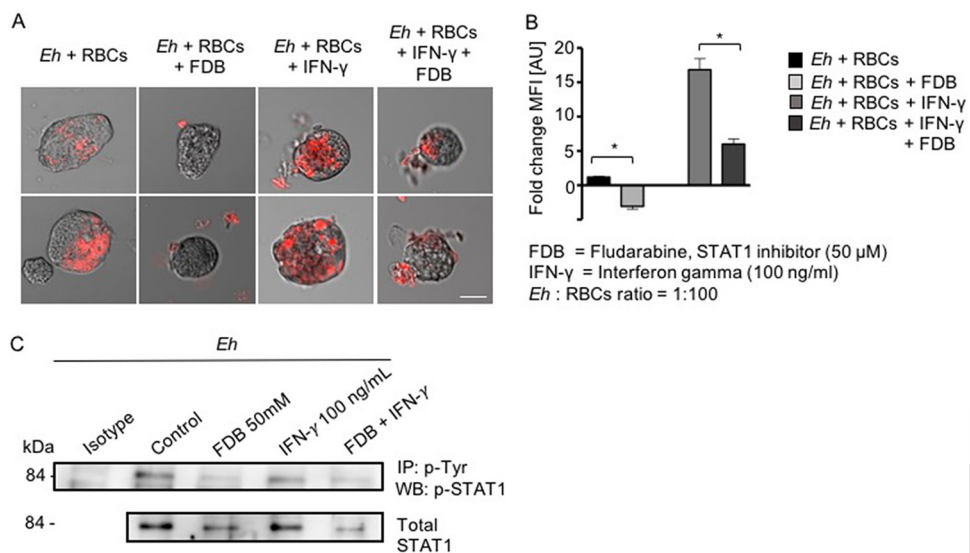 A
Eh + RBCs
Eh + RBCs
+ FDB
Eh + RBCs
+ IFN-γ
Eh + RBCs
+ IFN-γ +
FDB
B
Fold change MFI [AU]
20
15
10
5
0
*
*
Eh + RBCs
Eh + RBCs + FDB
Eh + RBCs + IFN-γ
Eh + RBCs + IFN-γ
+ FDB
FDB = Fludarabine, STAT1 inhibitor (50 µM)
IFN-γ = Interferon gamma (100 ng/ml)
Eh : RBCs ratio = 1:100
C
Eh
kDa
Isotype
Control
FDB 50mM
IFN-γ 100 ng/mL
FDB + IFN-γ
84 -
IP: p-Tyr
WB: p-STAT1
84 -
Total
STAT1